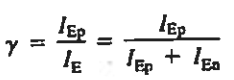 γ = I_Ep / I_E = I_Ep / (I_Ep + I_En)